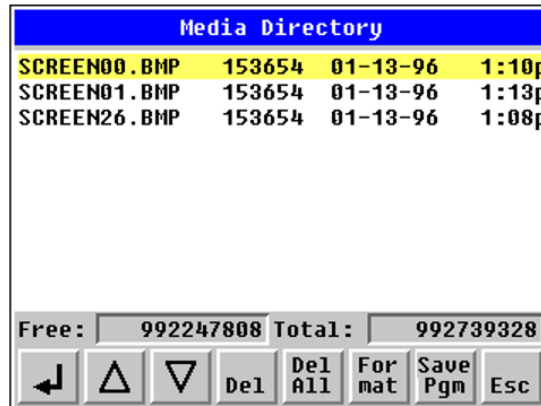 Media Directory
SCREEN00.BMP 153654 01-13-96 1:10p
SCREEN01.BMP 153654 01-13-96 1:13p
SCREEN26.BMP 153654 01-13-96 1:08p
Free: 992247808 Total: 992739328
Del Del All For mat Save Pgm Esc